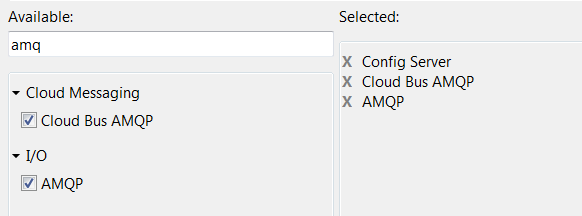 Available:
amq
Cloud Messaging
Cloud Bus AMQP
I/O
AMQP
Selected:
X Config Server
X Cloud Bus AMQP
X AMQP